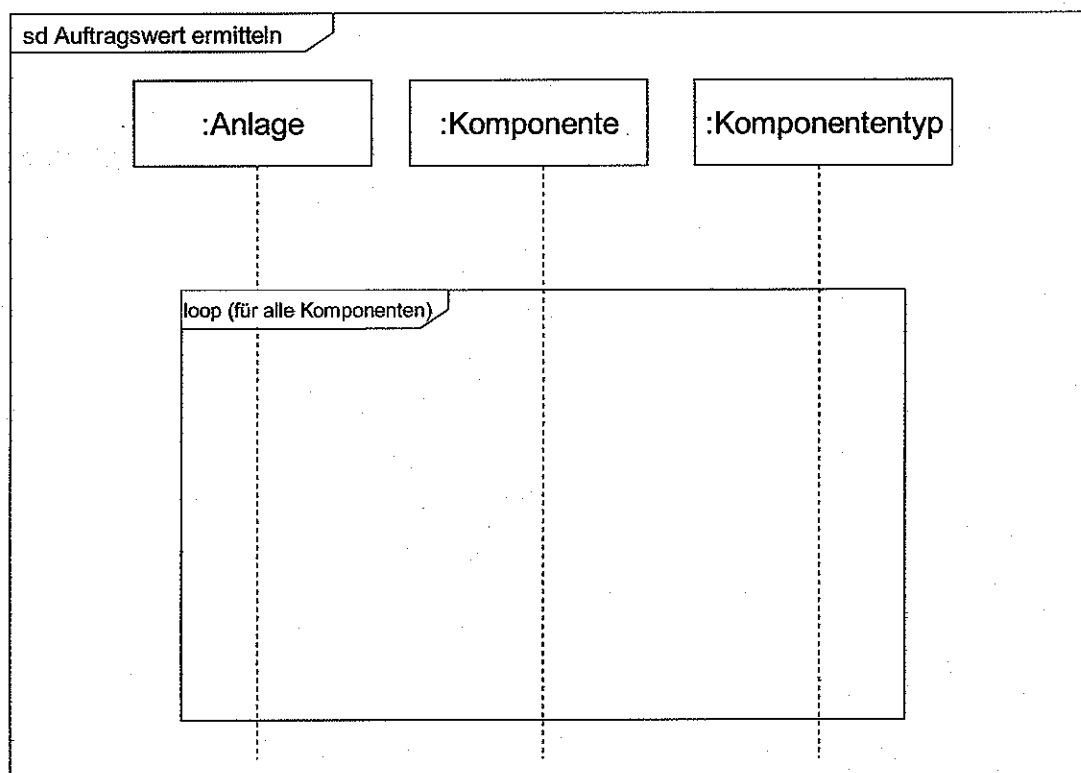 sd Auftragswert ermitteln
:Anlage
:Komponente
:Komponententyp
loop (für alle Komponenten)